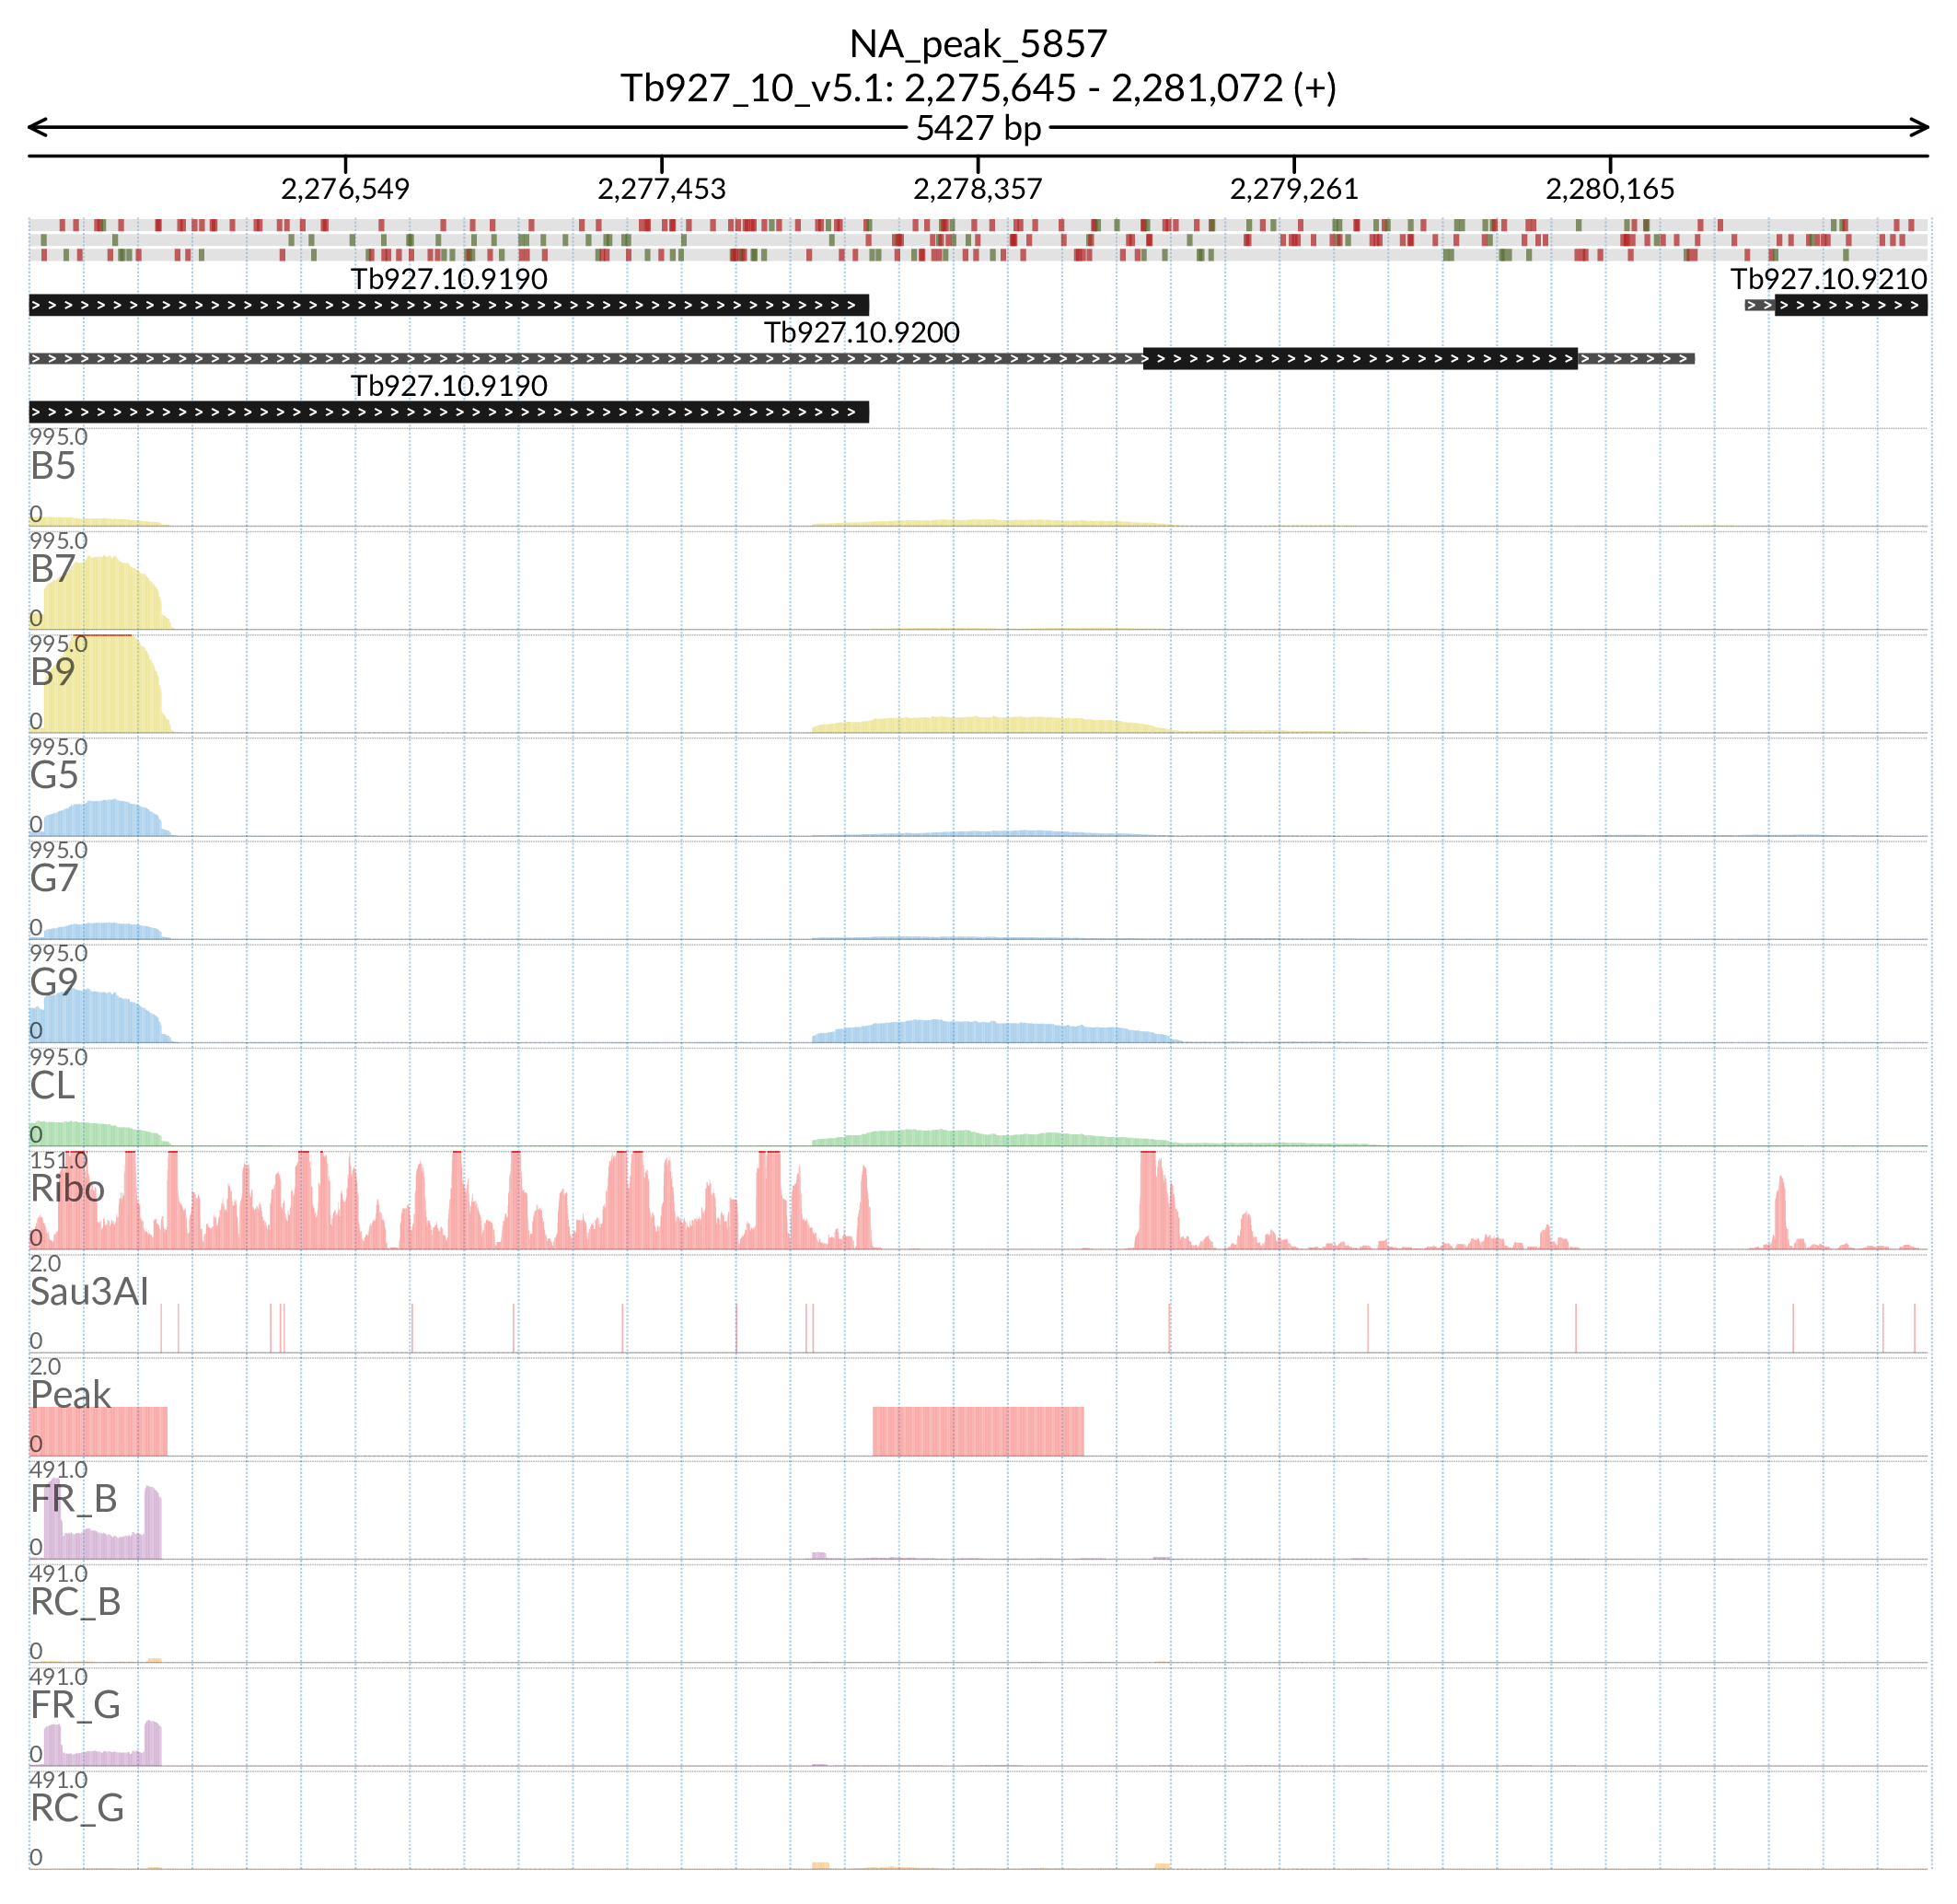 NA_peak_5857
Tb927_10_v5.1: 2,275,645 - 2,281,072 (+)
5427 bp
2,276,549 2,277,453 2,278,357 2,279,261 2,280,165
Tb927.10.9190 Tb927.10.9210
Tb927.10.9200
Tb927.10.9190
995.0
B5
0
995.0
B7
0
995.0
B9
0
995.0
G5
0
995.0
G7
0
995.0
G9
0
995.0
CL
0
151.0
Ribo
0
2.0
Sau3AI
0
2.0
Peak
0
491.0
FR_B
0
491.0
RC_B
0
491.0
FR_G
0
491.0
RC_G
0